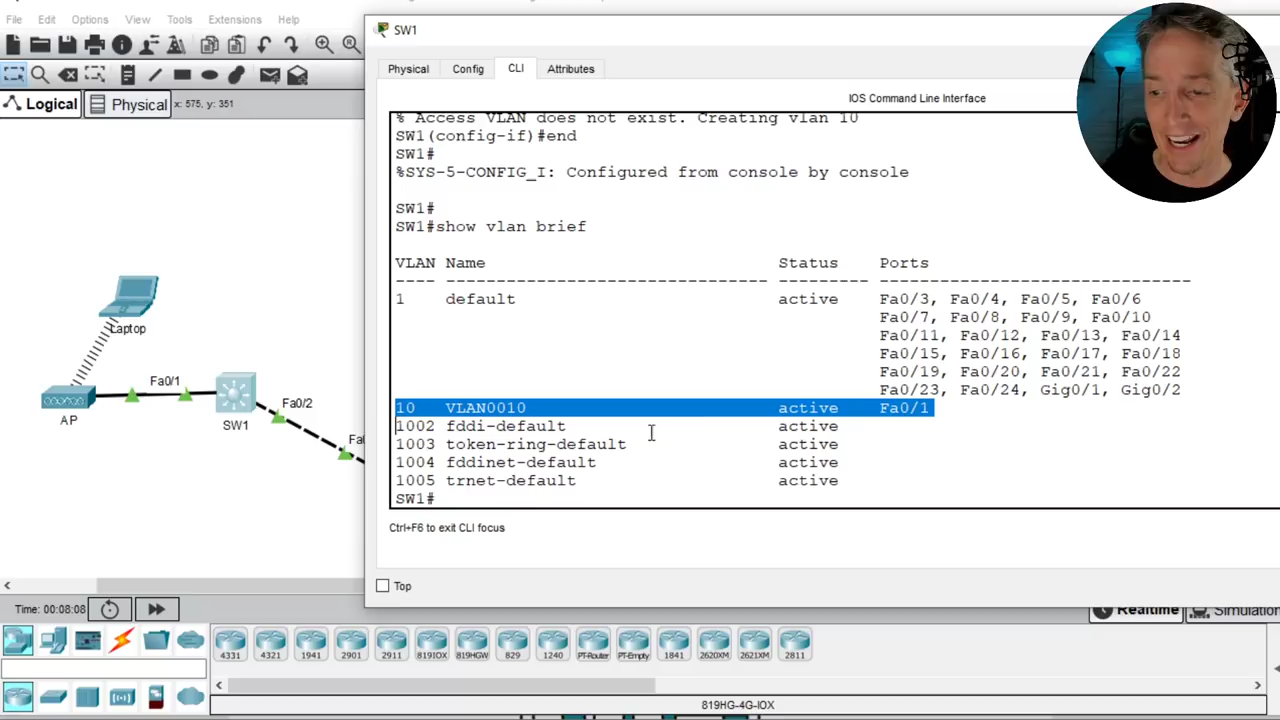 File Edit Options View Tools Extensions Help
SW1
Physical Config CLI Attributes
Logical Physical x: 575, y: 351
IOS Command Line Interface
% Access VLAN does not exist. Creating vlan 10
SW1(config-if)#end
SW1#
%SYS-5-CONFIG_I: Configured from console by console
SW1#
SW1#show vlan brief
VLAN Name Status Ports
---- -------------------------------- --------- -------------------------------
1 default active Fa0/3, Fa0/4, Fa0/5, Fa0/6
Fa0/7, Fa0/8, Fa0/9, Fa0/10
Fa0/11, Fa0/12, Fa0/13, Fa0/14
Fa0/15, Fa0/16, Fa0/17, Fa0/18
Fa0/19, Fa0/20, Fa0/21, Fa0/22
Fa0/23, Fa0/24, Gig0/1, Gig0/2
10 VLAN0010 active Fa0/1
1002 fddi-default active
1003 token-ring-default active
1004 fddinet-default active
1005 trnet-default active
SW1#
Ctrl+F6 to exit CLI focus
Top
Laptop
Fa0/1
AP
SW1
Fa0/2
Time: 00:08:08
Realtime
4331 4321 1941 2901 2911 819IOX 819HGW 829 1240 PT-Router PT-Empty 1841 2620XM 2621XM 2811
819HG-4G-IOX